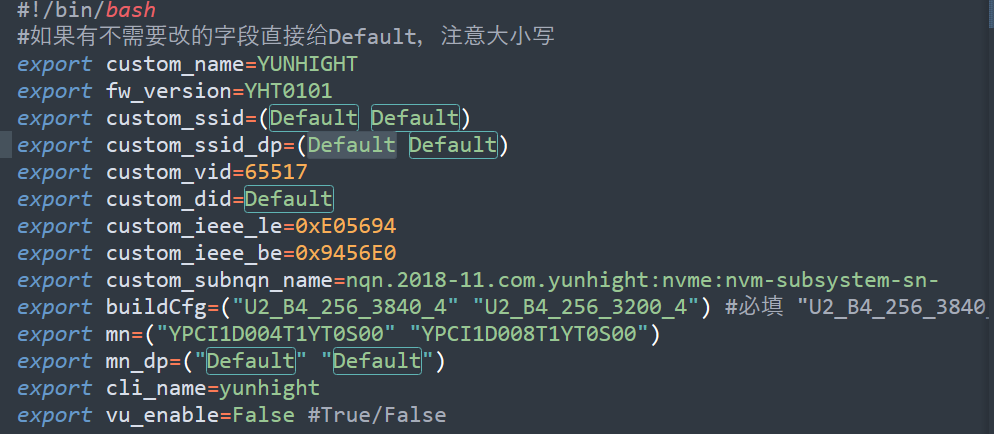 #!/bin/bash
#如果有不需要改的字段直接给Default, 注意大小写
export custom_name=YUNHIGHT
export fw_version=YHT0101
export custom_ssid=(Default Default)
export custom_ssid_dp=(Default Default)
export custom_vid=65517
export custom_did=Default
export custom_ieee_le=0xE05694
export custom_ieee_be=0x9456E0
export custom_subnqn_name=nqn.2018-11.com.yunhight:nvme:nvm-subsystem-sn-
export buildCfg=("U2_B4_256_3840_4" "U2_B4_256_3200_4") #必填 "U2_B4_256_3840_
export mn=("YPCI1D004T1YT0S00" "YPCI1D008T1YT0S00")
export mn_dp=("Default" "Default")
export cli_name=yunhight
export vu_enable=False #True/False